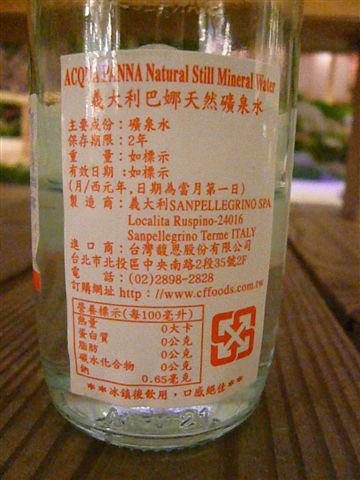 ACQUA PANNA Natural Still Mineral Water
義大利巴娜天然礦泉水
主要成份：礦泉水
保存期限：2年
重量：如標示
有效日期：如標示
(月/西元年,日期為當月第一日)
製造商：義大利SANPELLEGRINO SPA
Localita Ruspino-24016
Sanpellegrino Terme ITALY
進口商：台灣馥恩股份有限公司
台北市北投區中央南路2段35號2F
電話：(02)2898-2828
訂購網址 http://www.cffoods.com.tw
營養標示(每100毫升)
熱量 0大卡
蛋白質 0公克
脂肪 0公克
碳水化合物 0公克
鈉 0.65毫克
**冰鎮後飲用，口感絕佳**